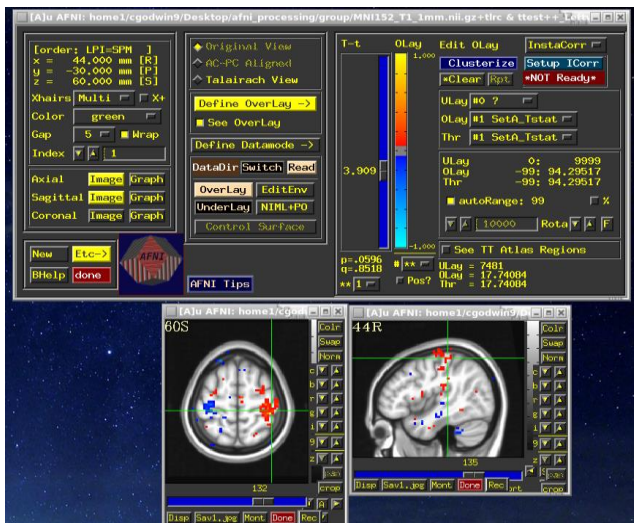 [A]u AFNI: home1/cgodwin9/Desktop/afni_processing/group/MNI152_T1_1mm.nii.gz+tlrc & ttest++
[order: LPI=SPM ]
x = 44.000 mm [R]
y = -30.000 mm [P]
z = 60.000 mm [S]
Xhairs Multi X+
Color green
Gap 5 Wrap
Index 1
Axial Image Graph
Sagittal Image Graph
Coronal Image Graph
New Etc->
BHelp done
AFNI
Original View
AC-PC Aligned
Talairach View
Define OverLay ->
See OverLay
Define Datamode ->
DataDir Switch Read
OverLay EditEnv
UnderLay NIML+PO
Control Surface
AFNI Tips
T-t
3.909
p=.0596
q=.8518
** 1
OLay
1.000
-1.000
# **
Pos?
Edit OLay InstaCorr
Clusterize Setup ICorr
*Clear Rpt *NOT Ready*
ULay #0 ?
OLay #1 SetA_Tstat
Thr #1 SetA_Tstat
ULay 0: 9999
OLay -99: 94.29517
Thr -99: 94.29517
autoRange: 99 %
10000 Rota F
See TT Atlas Regions
ULay = 7481
OLay = 17.74084
Thr = 17.74084
[A]u AFNI: home1/cgod
60S
Colr
Swap
Norm
c
b
r
g
i
9
z
pan
crop
132
A
Disp Sav1.jpg Mont Done Rec
[A]u AFNI: home1/cgodwin9/D
44R
Colr
Swap
Norm
c
b
r
g
i
9
z
pan
crop
135
Disp Sav1.jpg Mont Done Rec